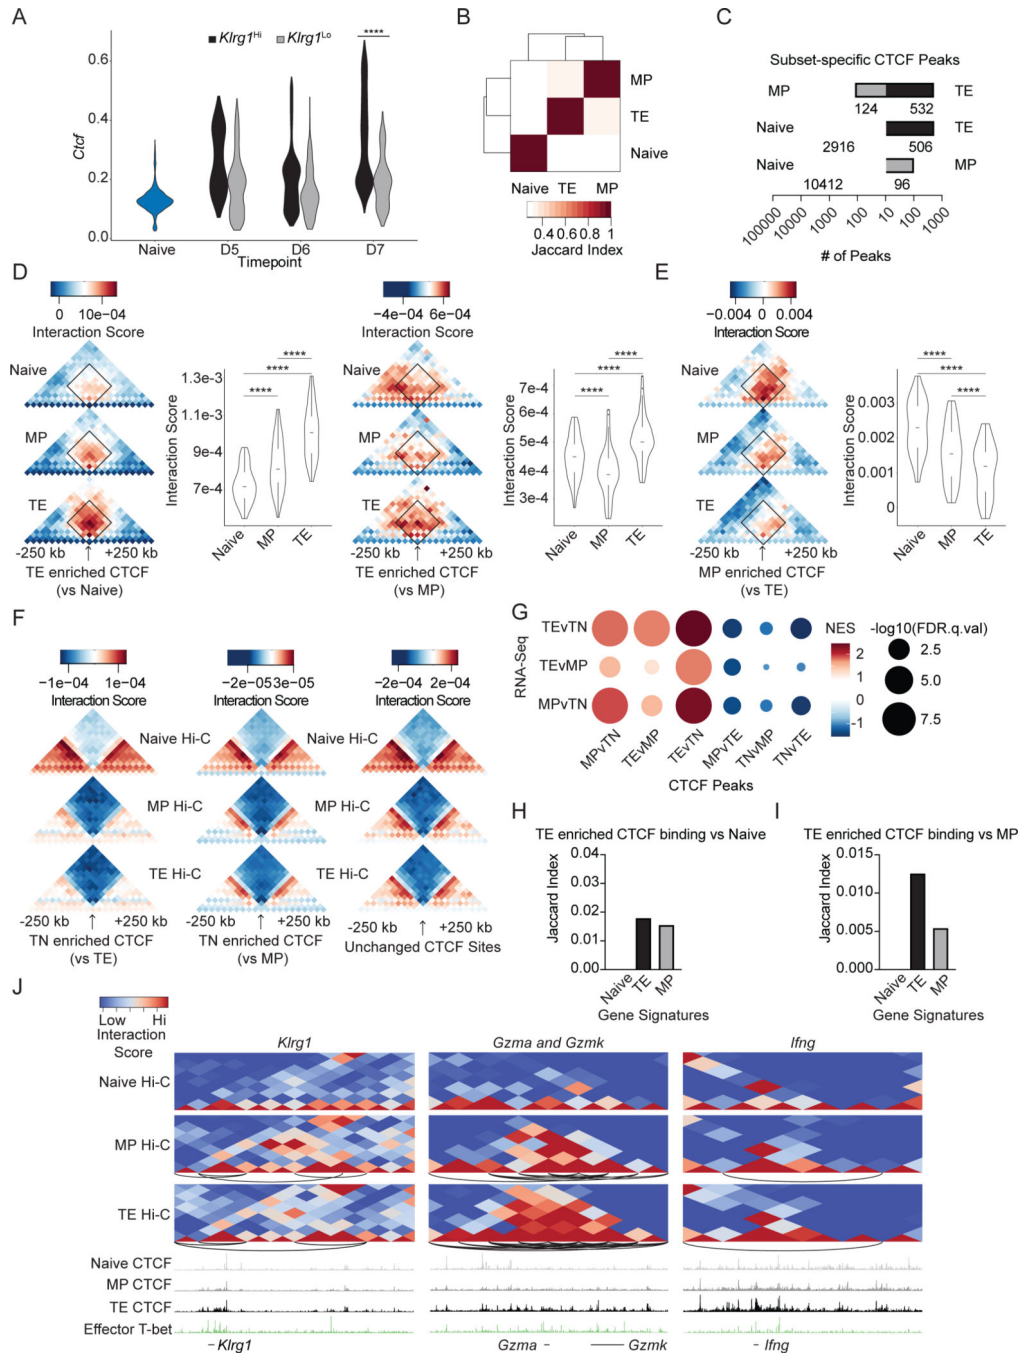 A
Klrg1Hi Klrg1Lo
****
Ctcf
0.6
0.4
0.2
0.0
Naive D5 D6 D7
Timepoint
B
MP
TE
Naive
Naive TE MP
0.4 0.6 0.8 1
Jaccard Index
C
Subset-specific CTCF Peaks
MP TE
124 532
Naive TE
2916 506
Naive MP
10412 96
100000 10000 1000 100 10 100 1000
# of Peaks
D
0 10e−04
Interaction Score
Naive
MP
TE
-250 kb +250 kb
↑
TE enriched CTCF
(vs Naive)
Interaction Score
1.3e-3
1.1e-3
9e-4
7e-4
****
****
****
Naive MP TE
−4e−04 6e−04
Interaction Score
-250 kb +250 kb
↑
TE enriched CTCF
(vs MP)
Interaction Score
7e-4
6e-4
5e-4
4e-4
3e-4
****
****
****
Naive MP TE
E
−0.004 0 0.004
Interaction Score
Naive
MP
TE
-250 kb +250 kb
↑
MP enriched CTCF
(vs TE)
Interaction Score
0.003
0.002
0.001
0
****
****
****
Naive MP TE
F
−1e−04 1e−04
Interaction Score
−2e−05 3e−05
Interaction Score
−2e−04 2e−04
Interaction Score
Naive Hi-C Naive Hi-C
MP Hi-C MP Hi-C
TE Hi-C TE Hi-C
-250 kb +250 kb -250 kb +250 kb -250 kb +250 kb
↑ ↑ ↑
TN enriched CTCF
(vs TE)
TN enriched CTCF
(vs MP)
Unchanged CTCF Sites
G
RNA-Seq
TEvTN
TEvMP
MPvTN
MPvTN TEvMP TEvTN MPvTE TNvMP TNvTE
CTCF Peaks
NES
2
1
0
-1
-log10(FDR.q.val)
2.5
5.0
7.5
H
TE enriched CTCF binding vs Naive
Jaccard Index
0.04
0.03
0.02
0.01
0.00
Naive TE MP
Gene Signatures
I
TE enriched CTCF binding vs MP
Jaccard Index
0.015
0.010
0.005
0.000
Naive TE MP
Gene Signatures
J
Low Hi
Interaction
Score
Klrg1 Gzma and Gzmk Ifng
Naive Hi-C
MP Hi-C
TE Hi-C
Naive CTCF
MP CTCF
TE CTCF
Effector T-bet
Klrg1 Gzma Gzmk Ifng